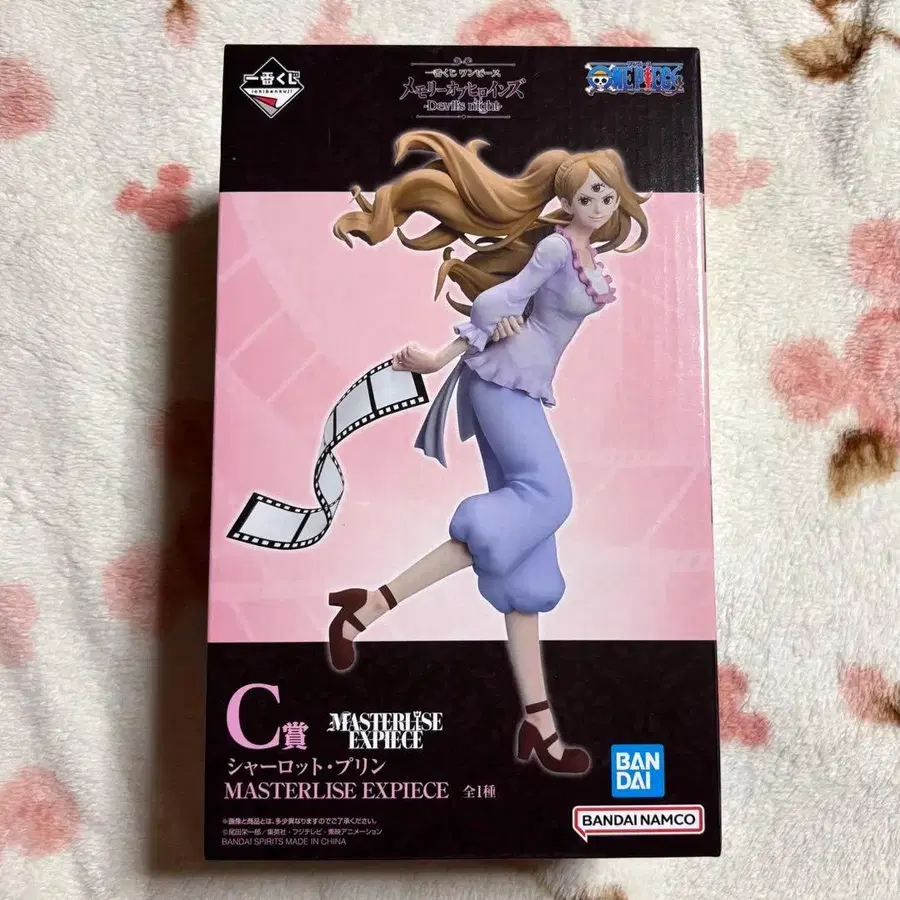 一番くじ
ichibankuji
一番くじ ワンピース
メモリーオブヒロインズ
-Devil's night-
ONE PIECE
C賞
MASTERLISE
EXPIECE
シャーロット・プリン
MASTERLISE EXPIECE 全1種
※画像と商品とは、多少異なりますのでご了承ください。
©尾田栄一郎/集英社・フジテレビ・東映アニメーション
BANDAI SPIRITS MADE IN CHINA
BAN
DAI
BANDAI NAMCO